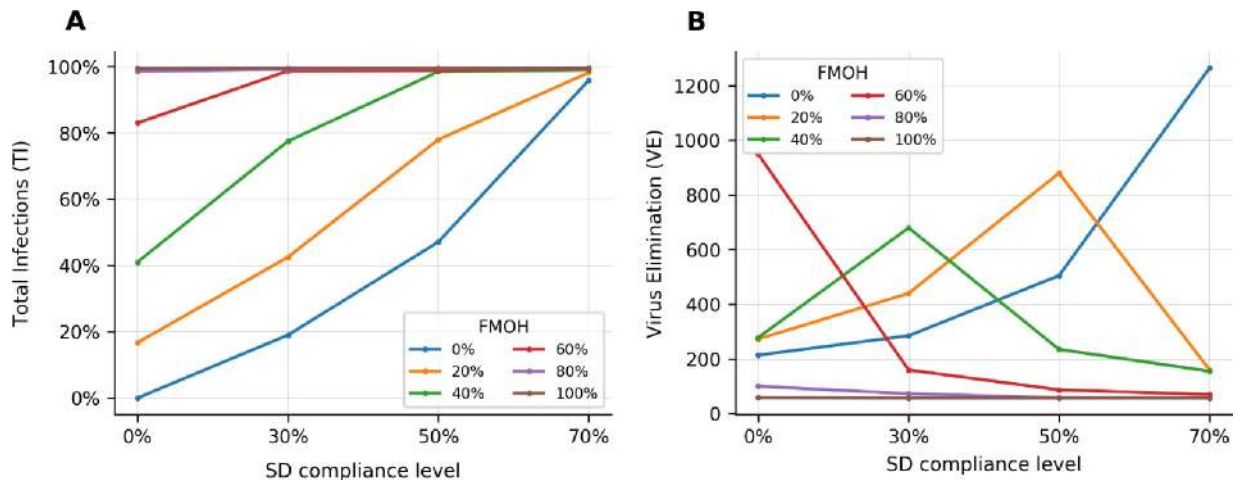 A
Total Infections (TI)
100%
80%
60%
40%
20%
0%
FMOH
0% 60%
20% 80%
40% 100%
0% 30% 50% 70%
SD compliance level
B
Virus Elimination (VE)
1200
1000
800
600
400
200
0
FMOH
0% 60%
20% 80%
40% 100%
0% 30% 50% 70%
SD compliance level